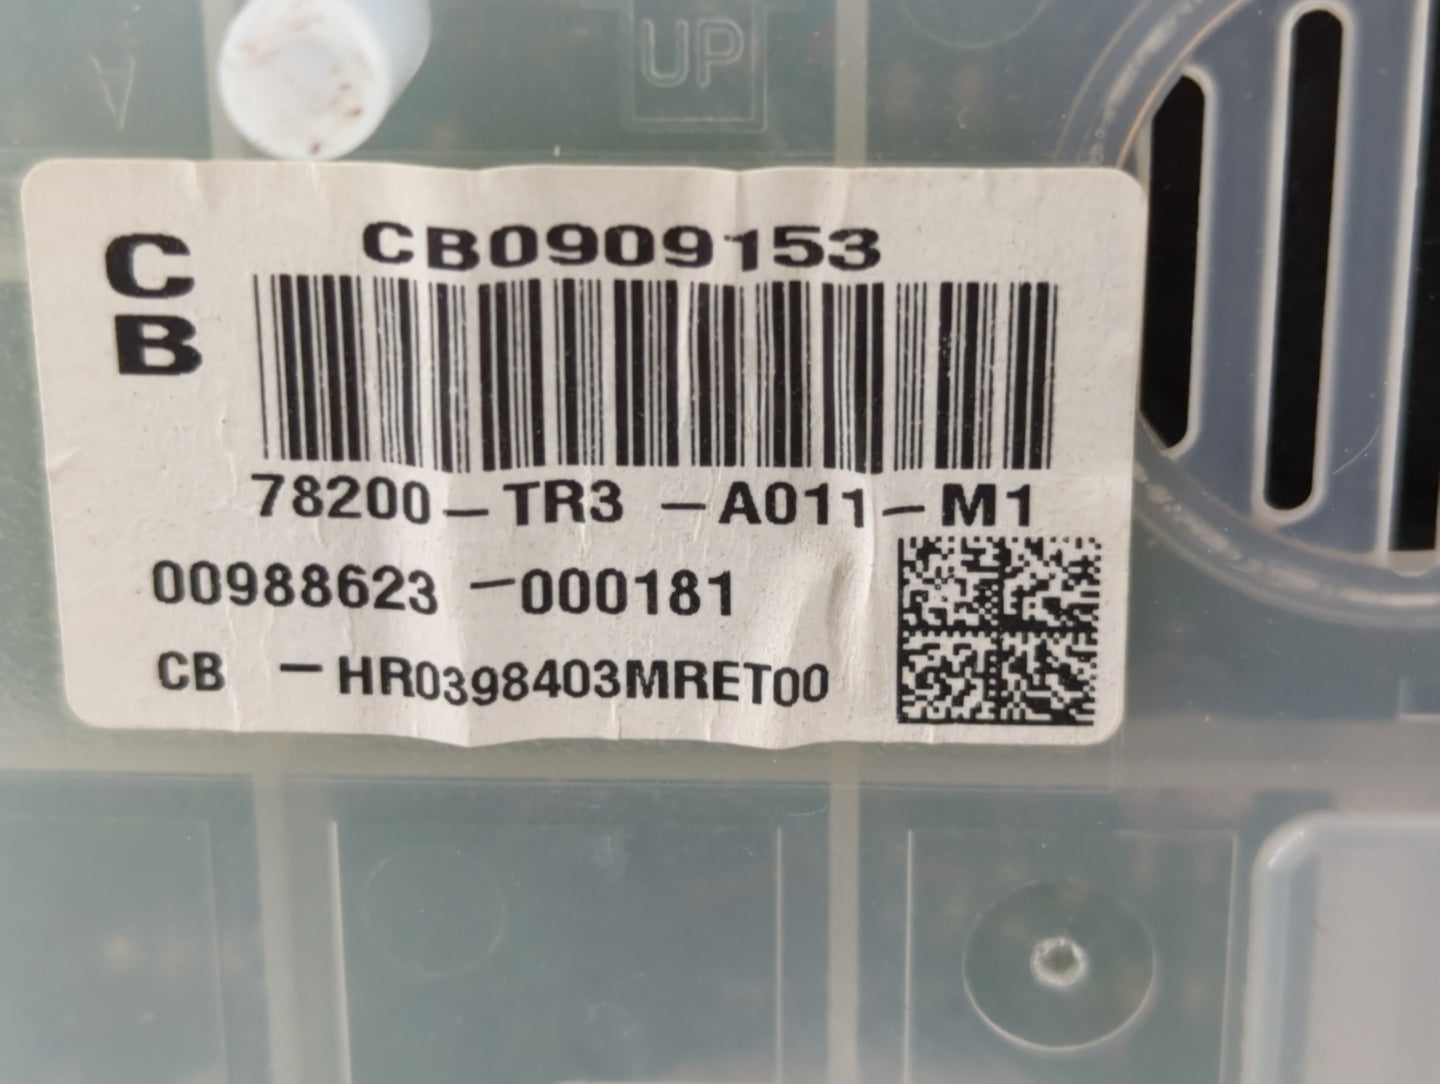 A
UP
C
B
CB0909153
78200-TR3 -A011-M1
00988623 -000181
CB -HR0398403MRET00